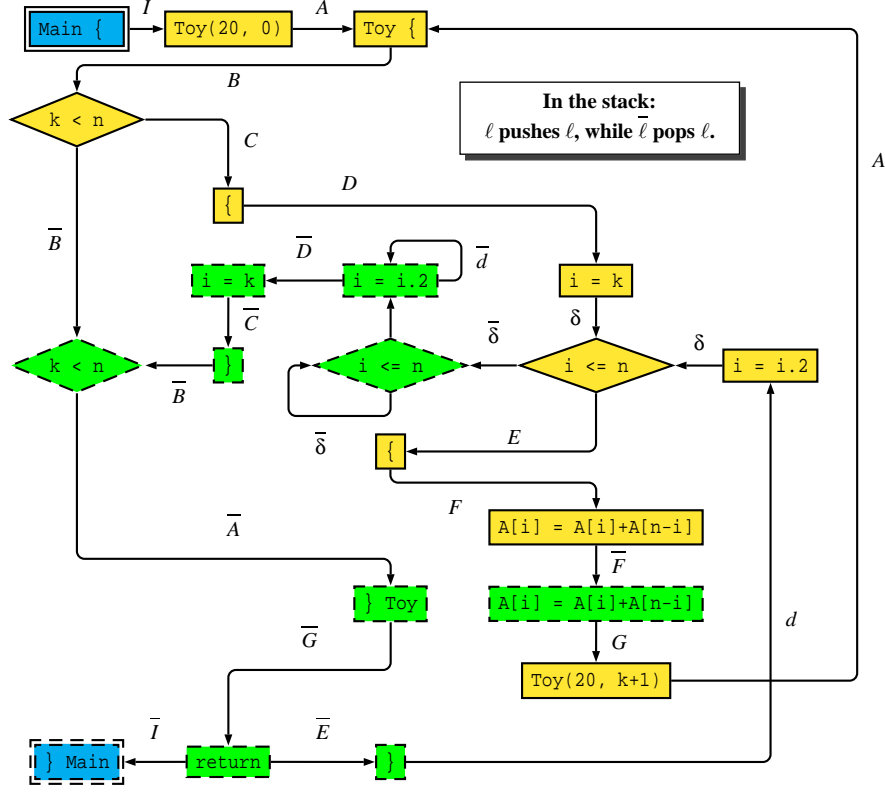 I
A
Main {
Toy(20, 0)
Toy {
B
In the stack:
ℓ pushes ℓ, while ℓ̅ pops ℓ.
k < n
C
A
D
{
B̅
D̅
d̅
i = k
i = i.2
i = k
C̅
δ
δ̅
δ
k < n
}
i <= n
i <= n
i = i.2
B̅
δ̅
E
{
F
A[i] = A[i]+A[n-i]
A̅
F̅
} Toy
A[i] = A[i]+A[n-i]
G̅
G
d
Toy(20, k+1)
I̅
E̅
} Main
return
}